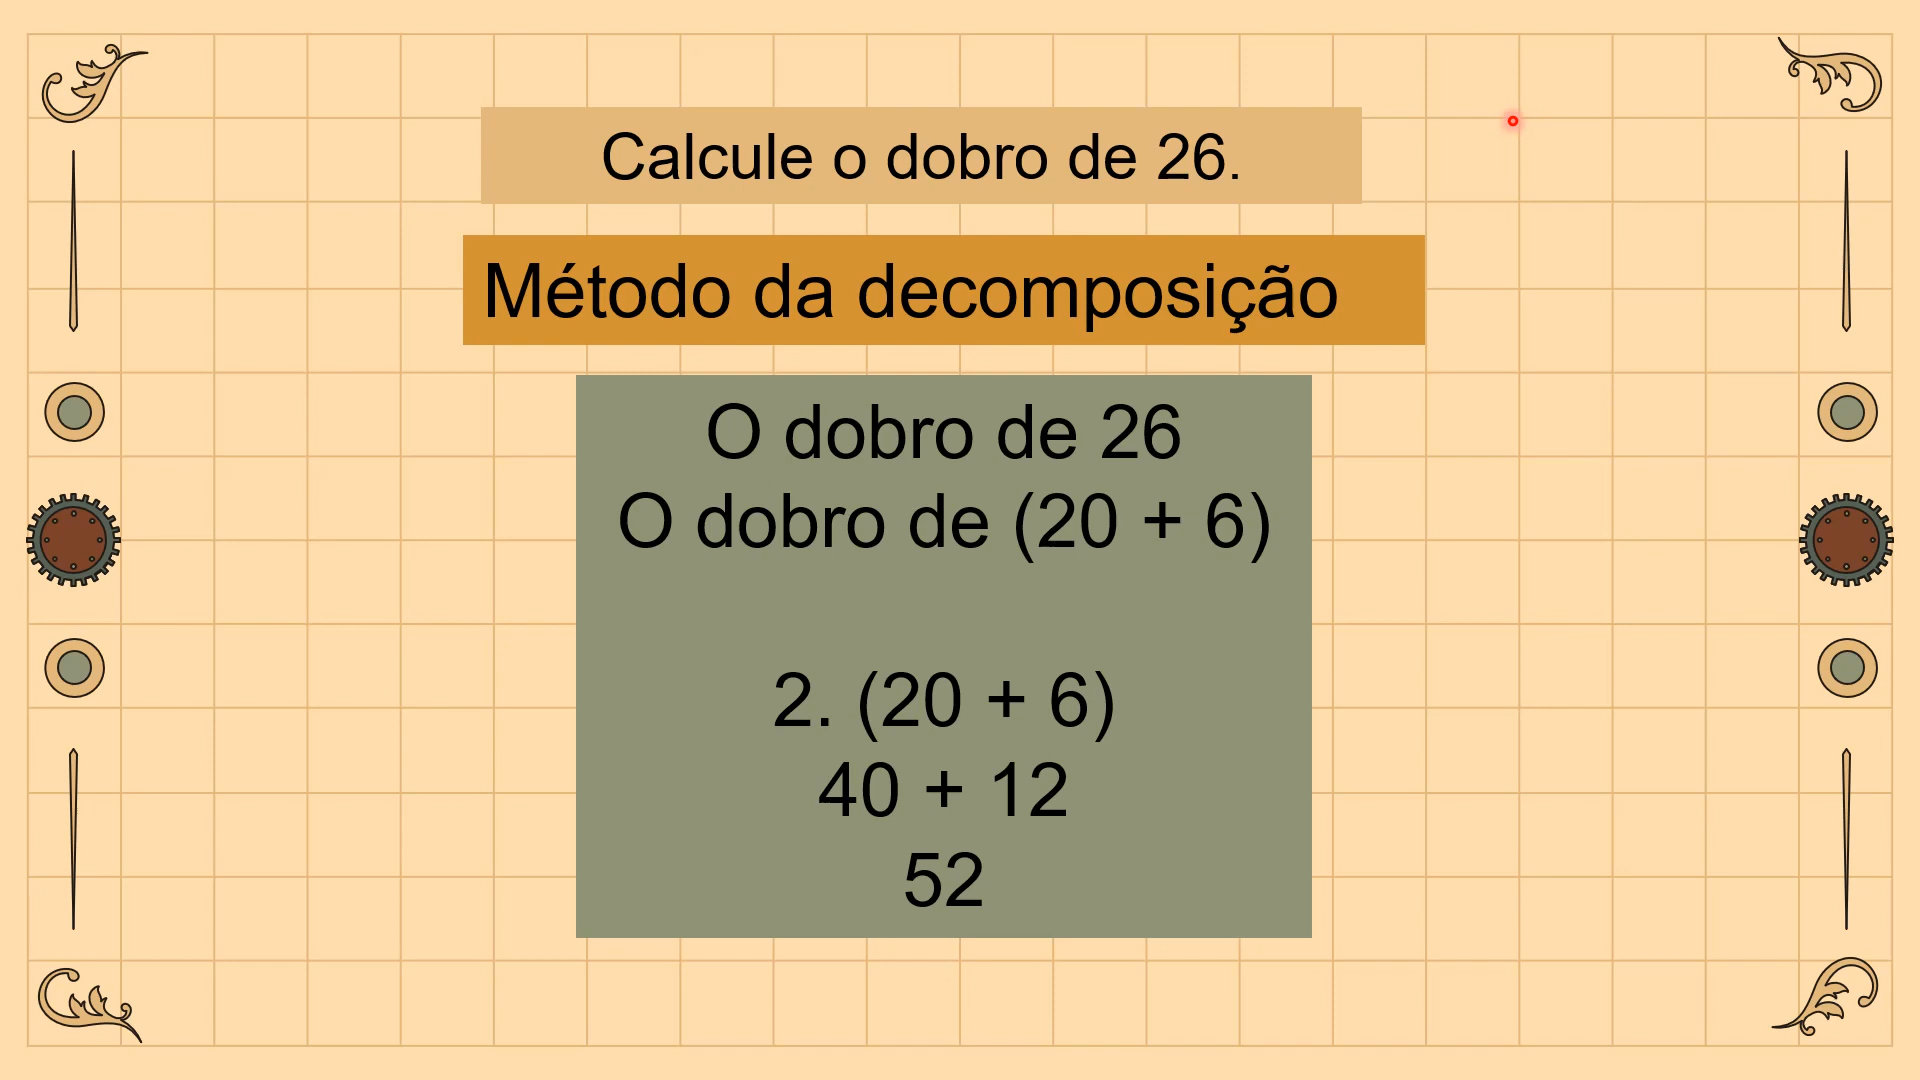 Calcule o dobro de 26.
Método da decomposição
O dobro de 26
O dobro de (20 + 6)
2. (20 + 6)
40 + 12
52